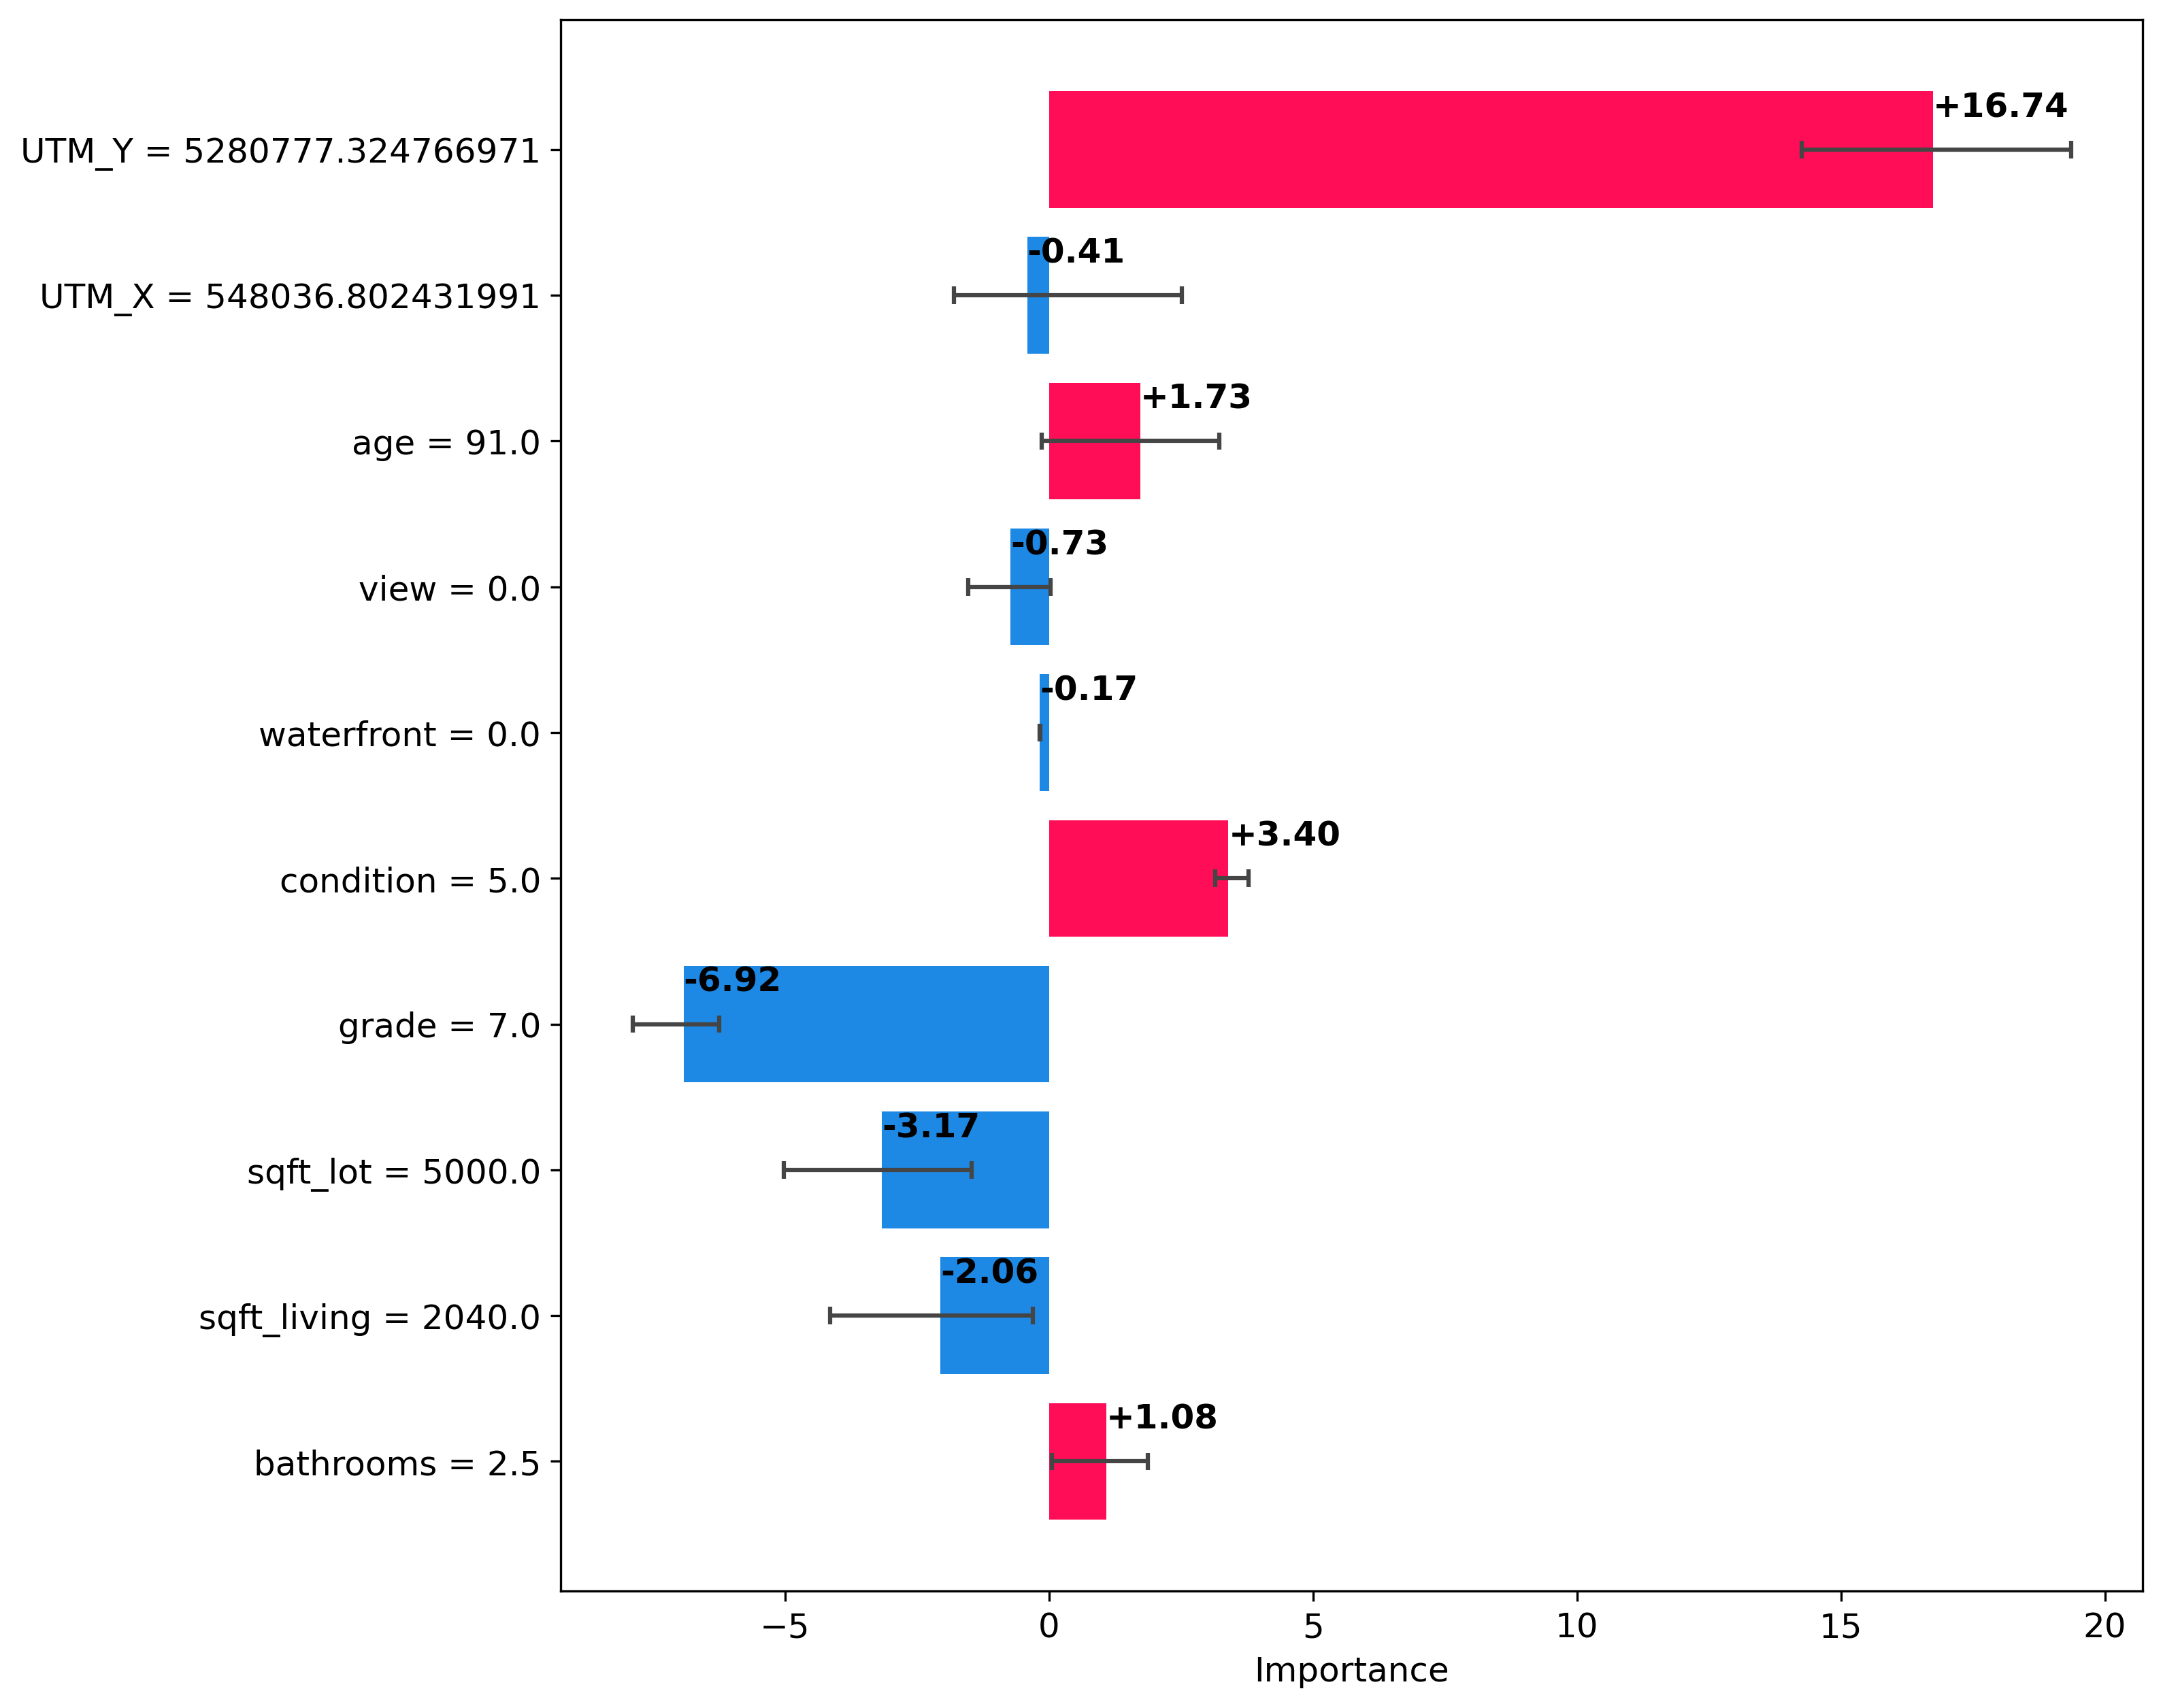 UTM_Y = 5280777.324766971
+16.74
UTM_X = 548036.802431991
-0.41
age = 91.0
+1.73
view = 0.0
-0.73
waterfront = 0.0
-0.17
condition = 5.0
+3.40
grade = 7.0
-6.92
sqft_lot = 5000.0
-3.17
sqft_living = 2040.0
-2.06
bathrooms = 2.5
+1.08
−5 0 5 10 15 20
Importance